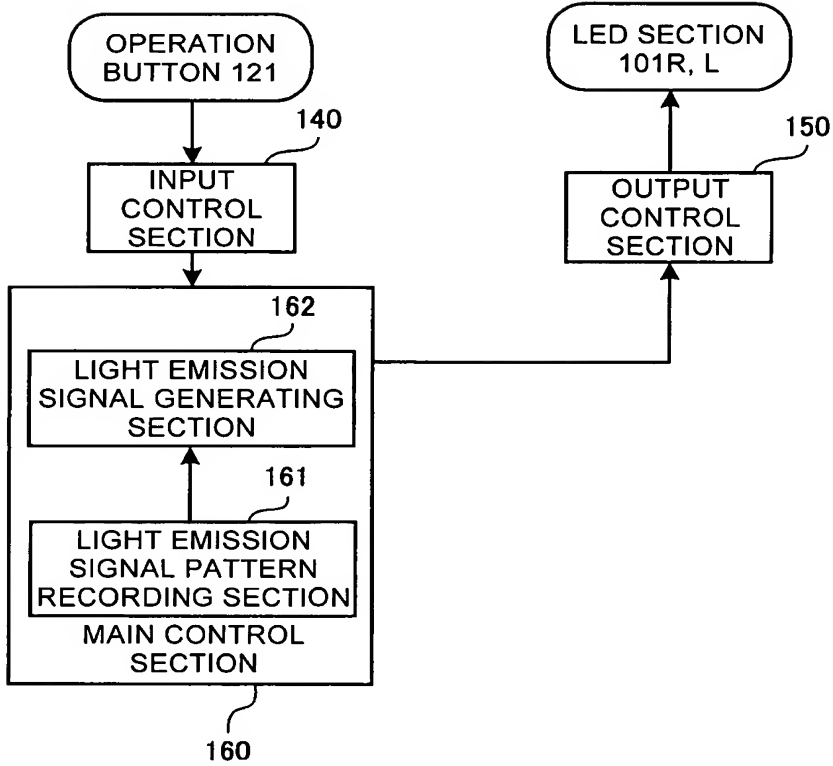 OPERATION
BUTTON 121
LED SECTION
101R, L
140
INPUT
CONTROL
SECTION
150
OUTPUT
CONTROL
SECTION
162
LIGHT EMISSION
SIGNAL GENERATING
SECTION
161
LIGHT EMISSION
SIGNAL PATTERN
RECORDING SECTION
MAIN CONTROL
SECTION
160